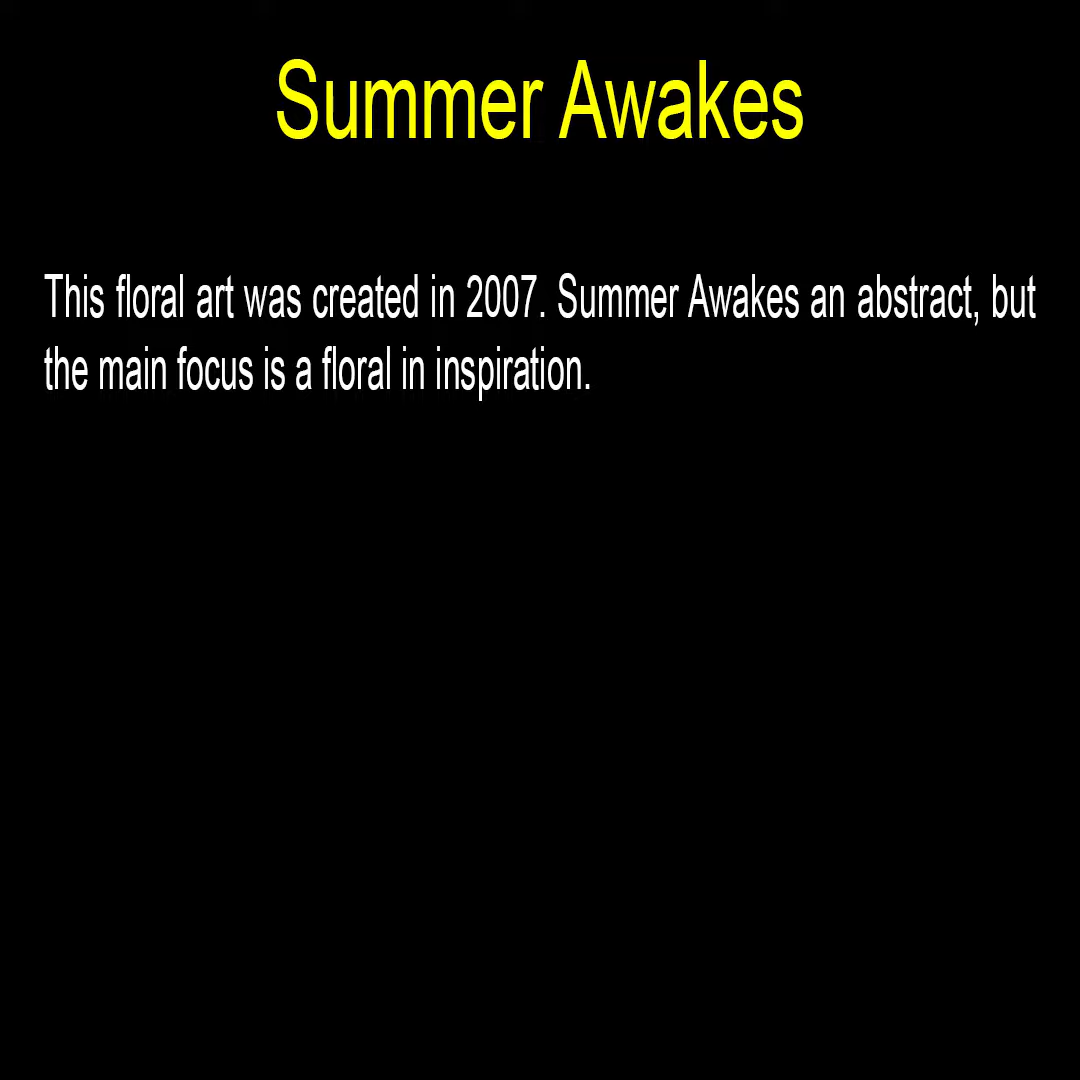 Summer Awakes
This floral art was created in 2007. Summer Awakes an abstract, but
the main focus is a floral in inspiration.